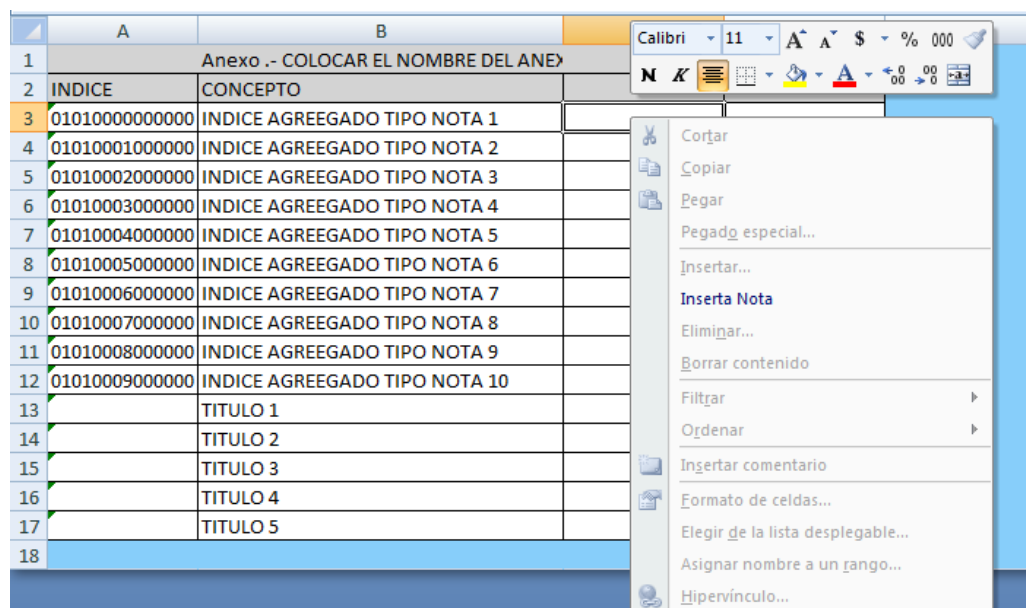 A B
Calibri 11 A A $ % 000
N K A
1 Anexo .- COLOCAR EL NOMBRE DEL ANEX
2 INDICE CONCEPTO
3 01010000000000 INDICE AGREEGADO TIPO NOTA 1
4 01010001000000 INDICE AGREEGADO TIPO NOTA 2
5 01010002000000 INDICE AGREEGADO TIPO NOTA 3
6 01010003000000 INDICE AGREEGADO TIPO NOTA 4
7 01010004000000 INDICE AGREEGADO TIPO NOTA 5
8 01010005000000 INDICE AGREEGADO TIPO NOTA 6
9 01010006000000 INDICE AGREEGADO TIPO NOTA 7
10 01010007000000 INDICE AGREEGADO TIPO NOTA 8
11 01010008000000 INDICE AGREEGADO TIPO NOTA 9
12 01010009000000 INDICE AGREEGADO TIPO NOTA 10
13 TITULO 1
14 TITULO 2
15 TITULO 3
16 TITULO 4
17 TITULO 5
18
Cortar
Copiar
Pegar
Pegado especial...
Insertar...
Inserta Nota
Eliminar...
Borrar contenido
Filtrar
Ordenar
Insertar comentario
Formato de celdas...
Elegir de la lista desplegable...
Asignar nombre a un rango...
Hipervínculo...